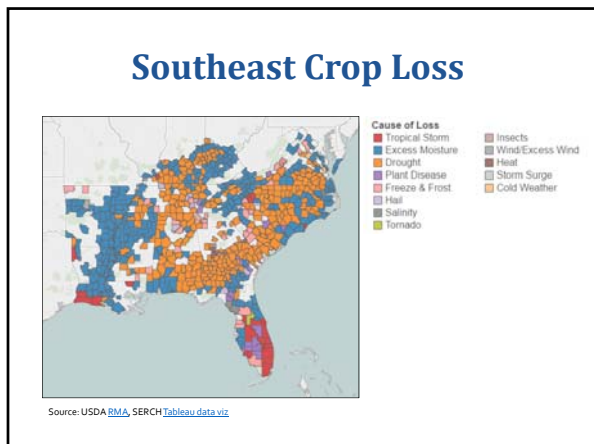 Southeast Crop Loss
Cause of Loss
Tropical Storm
Excess Moisture
Drought
Plant Disease
Freeze & Frost
Hail
Salinity
Tornado
Insects
Wind/Excess Wind
Heat
Storm Surge
Cold Weather
Source: USDA RMA, SERCH Tableau data viz